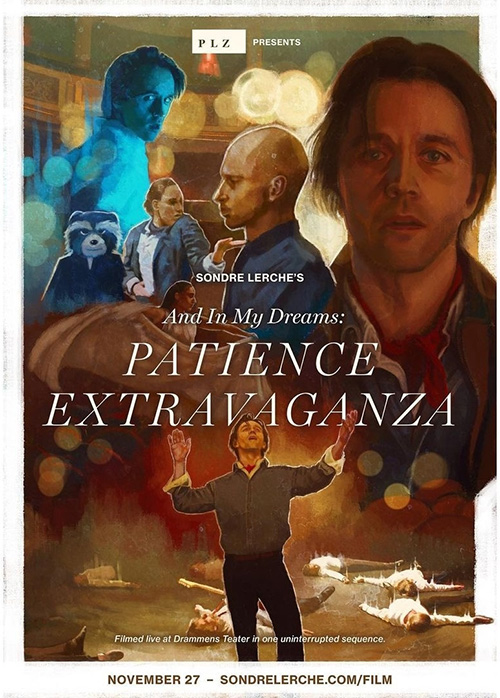 PLZ PRESENTS
SONDRE LERCHE'S
And In My Dreams:
PATIENCE
EXTRAVAGANZA
Filmed live at Drammens Teater in one uninterrupted sequence.
NOVEMBER 27 – SONDRELERCHE.COM/FILM